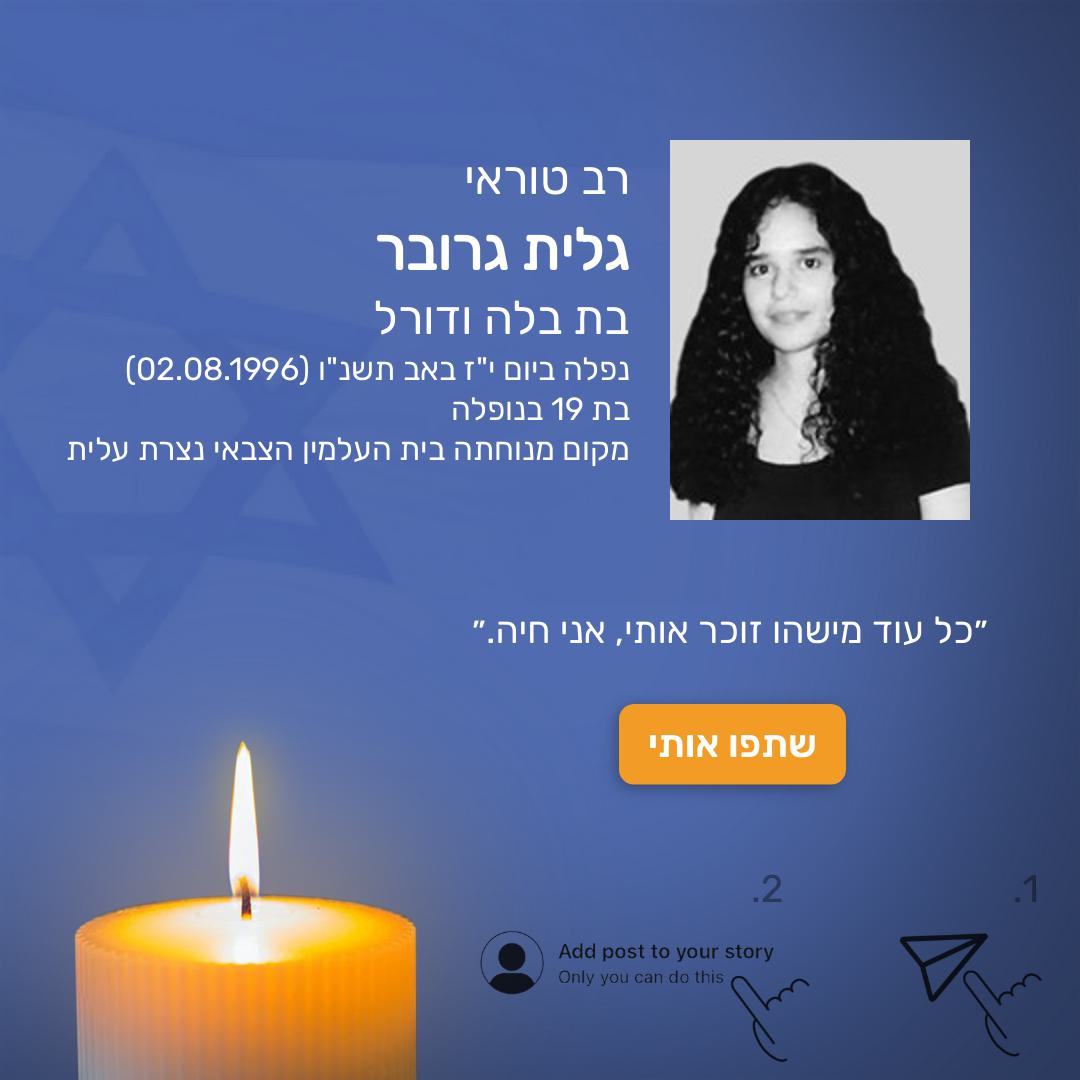 רב טוראי
גלית גרובר
בת בלה ודורל
נפלה ביום י"ז באב תשנ"ו (02.08.1996)
בת 19 בנופלה
מקום מנוחתה בית העלמין הצבאי נצרת עלית
״כל עוד מישהו זוכר אותי, אני חיה.״
שתפו אותי
.1
.2
Add post to your story
Only you can do this